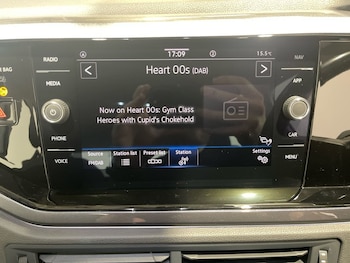 RADIO
MEDIA
PHONE
VOICE
17:09
15.5°C
NAV
APP
CAR
MENU
Heart 00s (DAB)
Now on Heart 00s: Gym Class
Heroes with Cupid's Chokehold
Source
Station list
Preset list
Station
Settings
BAG